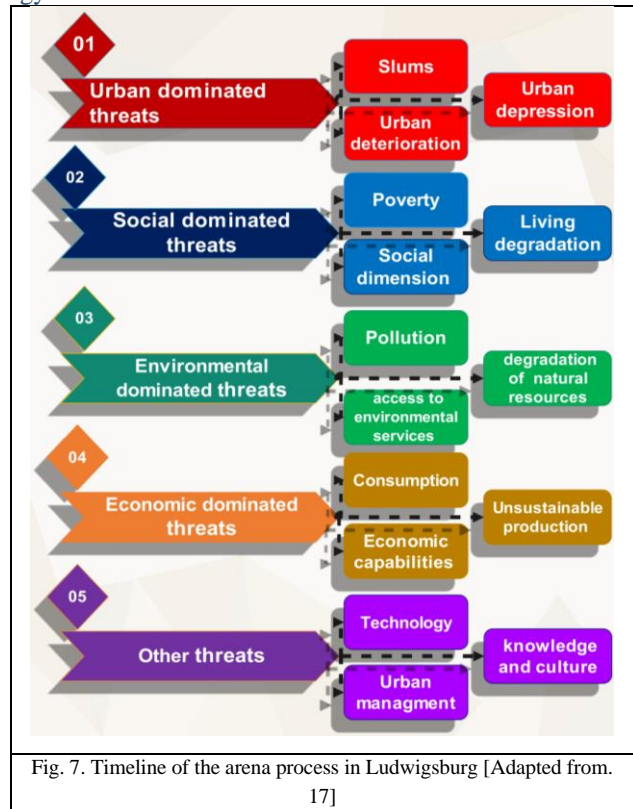 gy
01
Urban dominated
threats
Slums
Urban
deterioration
Urban
depression
02
Social dominated
threats
Poverty
Social
dimension
Living
degradation
03
Environmental
dominated threats
Pollution
access to
environmental
services
degradation
of natural
resources
04
Economic dominated
threats
Consumption
Economic
capabilities
Unsustainable
production
05
Other threats
Technology
Urban
managment
knowledge
and culture
Fig. 7. Timeline of the arena process in Ludwigsburg [Adapted from.
17]